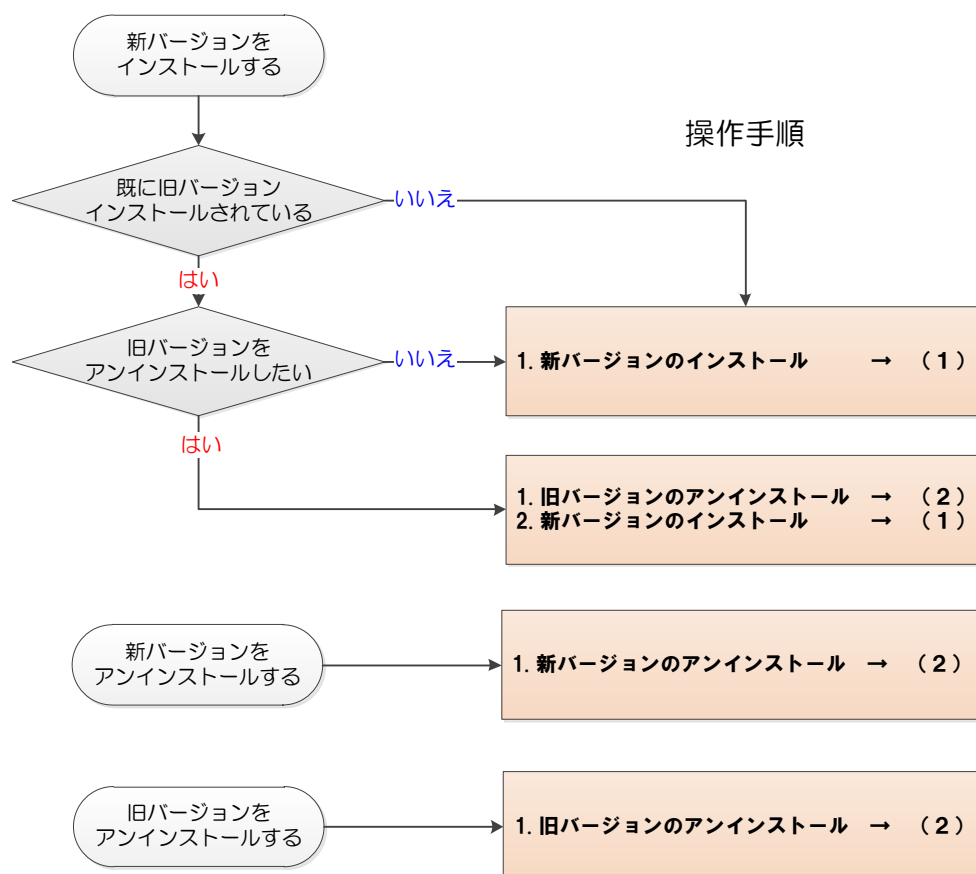 新バージョンを
インストールする
操作手順
既に旧バージョン
インストールされている
いいえ
はい
旧バージョンを
アンインストールしたい
いいえ
1. 新バージョンのインストール → (1)
はい
1. 旧バージョンのアンインストール → (2)
2. 新バージョンのインストール → (1)
新バージョンを
アンインストールする
1. 新バージョンのアンインストール → (2)
旧バージョンを
アンインストールする
1. 旧バージョンのアンインストール → (2)